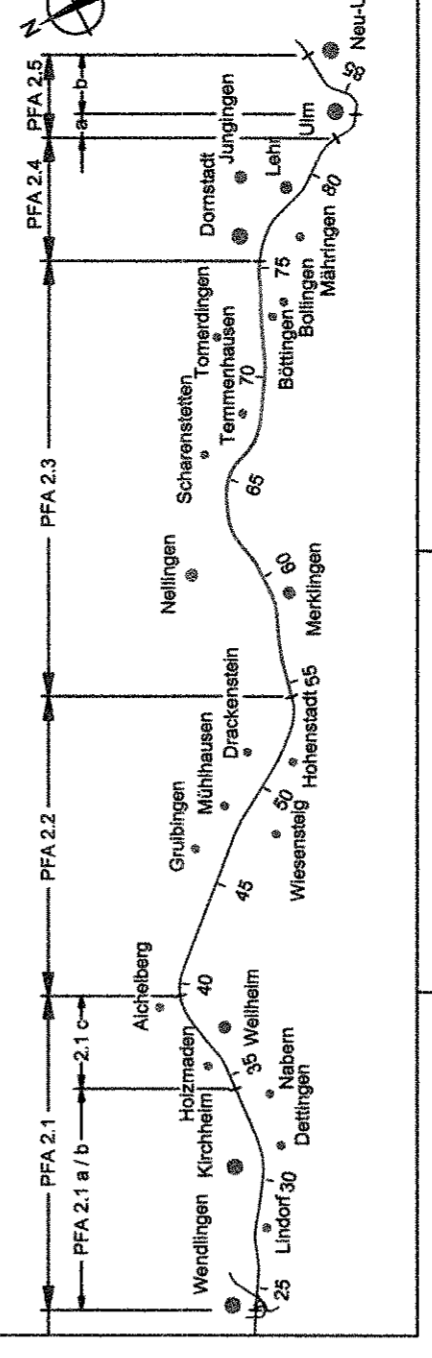 N
PFA 2.1
PFA 2.2
PFA 2.3
PFA 2.4
PFA 2.5
PFA 2.1 a / b
2.1 c
a
b
Wendlingen
Kirchheim
Holzmaden
Aichelberg
Gruibingen
Mühlhausen
Drackenstein
Nellingen
Scharenstetten
Temmenhausen
Tomerdingen
Dornstadt
Jungingen
Lehr
Ulm
Neu-U
25
30
35
40
45
50
55
60
65
70
75
80
85
Lindorf
Dettingen
Nabern
Weilheim
Wiesensteig
Hohenstadt
Merklingen
Böttingen
Bollingen
Mähringen